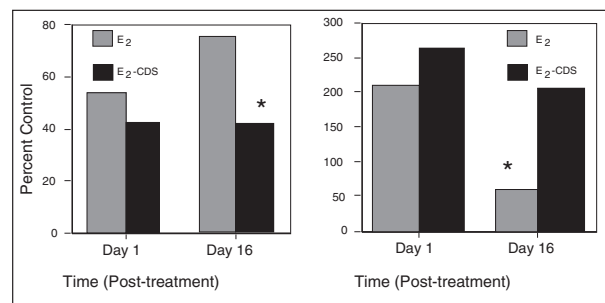 Percent Control
80
60
40
20
0
E2
E2-CDS
*
Day 1
Day 16
Time (Post-treatment)
300
250
200
150
100
50
0
E2
E2-CDS
*
Day 1
Day 16
Time (Post-treatment)